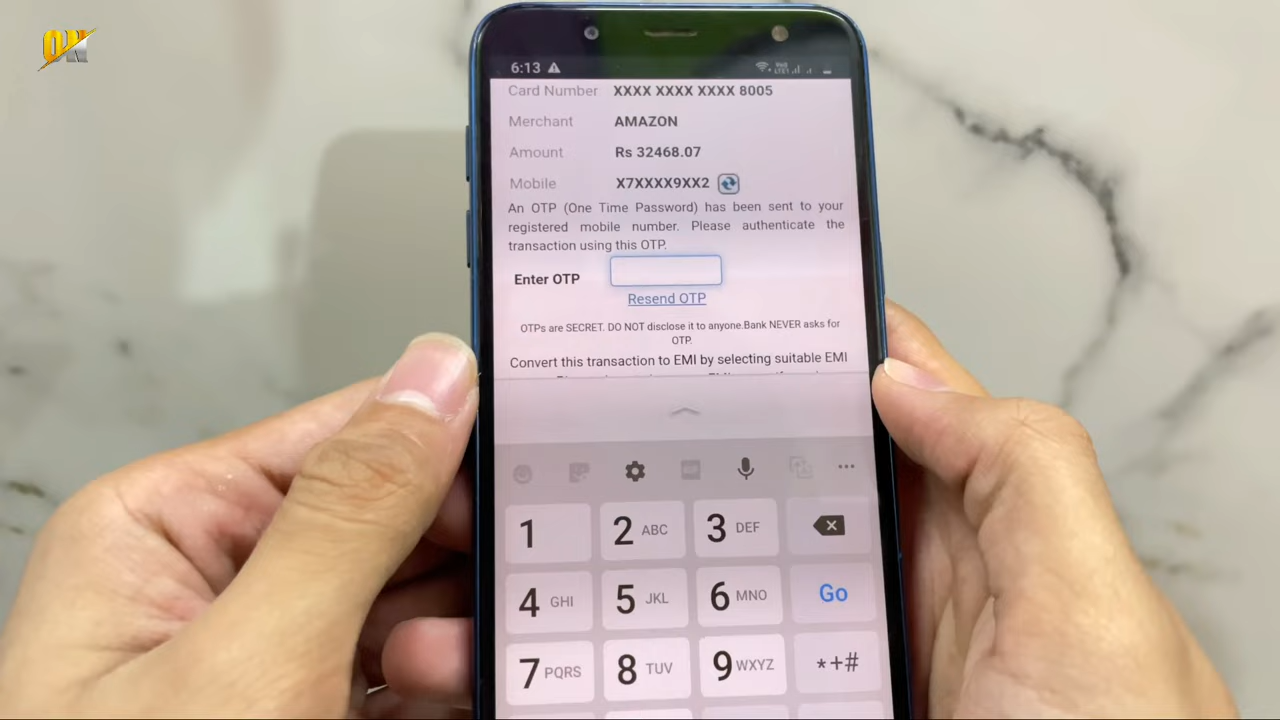 ON
6:13
Card Number XXXX XXXX XXXX 8005
Merchant AMAZON
Amount Rs 32468.07
Mobile X7XXXX9XX2
An OTP (One Time Password) has been sent to your
registered mobile number. Please authenticate the
transaction using this OTP.
Enter OTP
Resend OTP
OTPs are SECRET. DO NOT disclose it to anyone.Bank NEVER asks for
OTP.
Convert this transaction to EMI by selecting suitable EMI
1 2 ABC 3 DEF
4 GHI 5 JKL 6 MNO Go
7 PQRS 8 TUV 9 WXYZ *+#